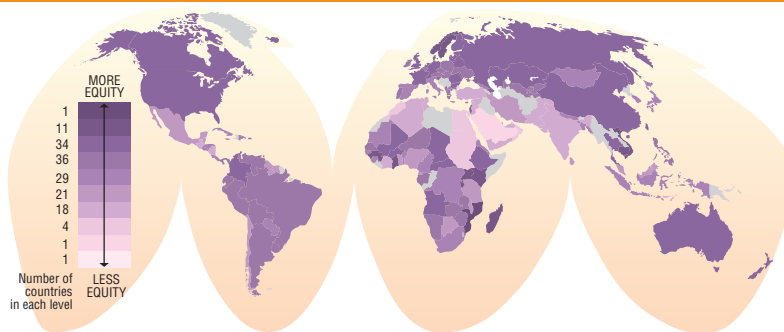 MORE
EQUITY
1
11
34
36
29
21
18
4
1
1
Number of
countries
in each level
LESS
EQUITY